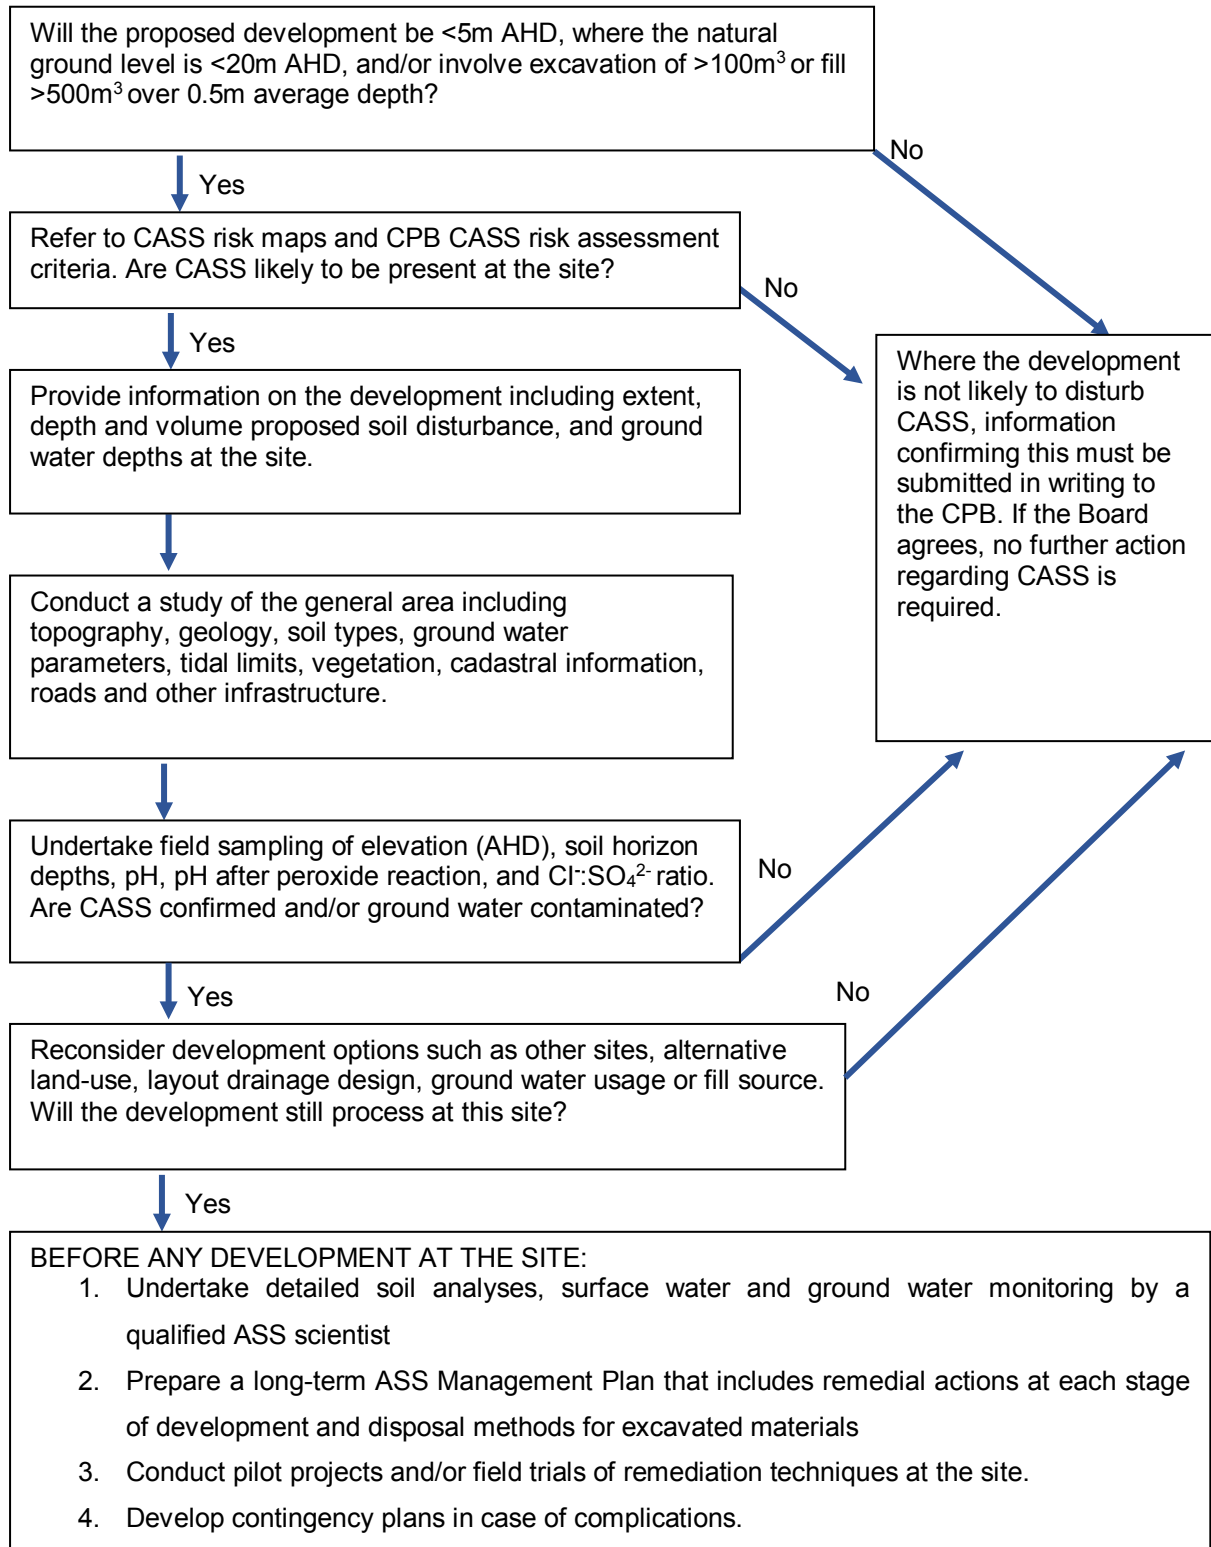 Will the proposed development be <5m AHD, where the natural
ground level is <20m AHD, and/or involve excavation of >100m³ or fill
>500m³ over 0.5m average depth?
No
Yes
Refer to CASS risk maps and CPB CASS risk assessment
criteria. Are CASS likely to be present at the site?
No
Yes
Where the development
is not likely to disturb
CASS, information
confirming this must be
submitted in writing to
the CPB. If the Board
agrees, no further action
regarding CASS is
required.
Provide information on the development including extent,
depth and volume proposed soil disturbance, and ground
water depths at the site.
Conduct a study of the general area including
topography, geology, soil types, ground water
parameters, tidal limits, vegetation, cadastral information,
roads and other infrastructure.
Undertake field sampling of elevation (AHD), soil horizon
depths, pH, pH after peroxide reaction, and Cl⁻:SO₄²⁻ ratio.
Are CASS confirmed and/or ground water contaminated?
No
Yes
No
Reconsider development options such as other sites, alternative
land-use, layout drainage design, ground water usage or fill source.
Will the development still process at this site?
Yes
BEFORE ANY DEVELOPMENT AT THE SITE:
1. Undertake detailed soil analyses, surface water and ground water monitoring by a
qualified ASS scientist
2. Prepare a long-term ASS Management Plan that includes remedial actions at each stage
of development and disposal methods for excavated materials
3. Conduct pilot projects and/or field trials of remediation techniques at the site.
4. Develop contingency plans in case of complications.